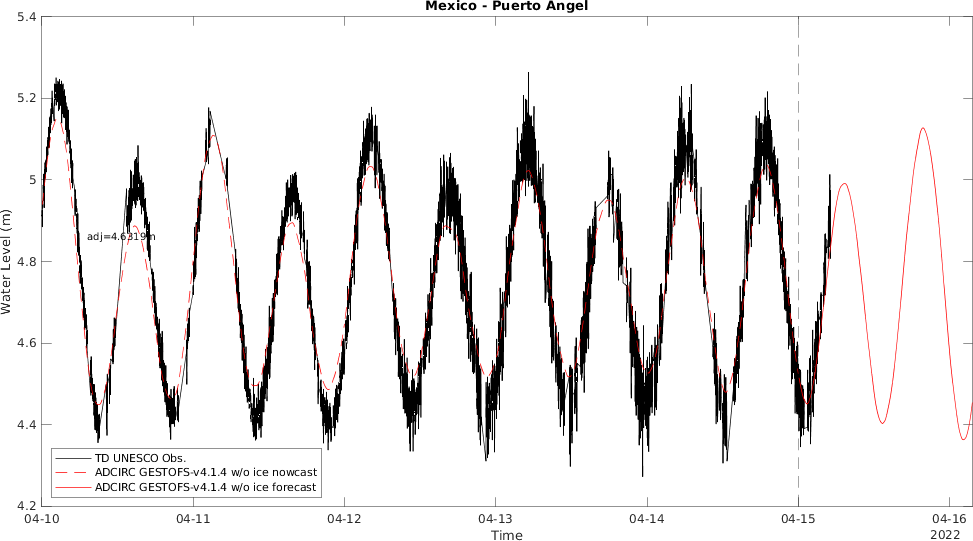 Mexico - Puerto Angel
5.4
5.2
5
4.8
4.6
4.4
4.2
Water Level (m)
adj=4.6319m
TD UNESCO Obs.
ADCIRC GESTOFS-v4.1.4 w/o ice nowcast
ADCIRC GESTOFS-v4.1.4 w/o ice forecast
04-10 04-11 04-12 04-13 04-14 04-15 04-16
Time
2022